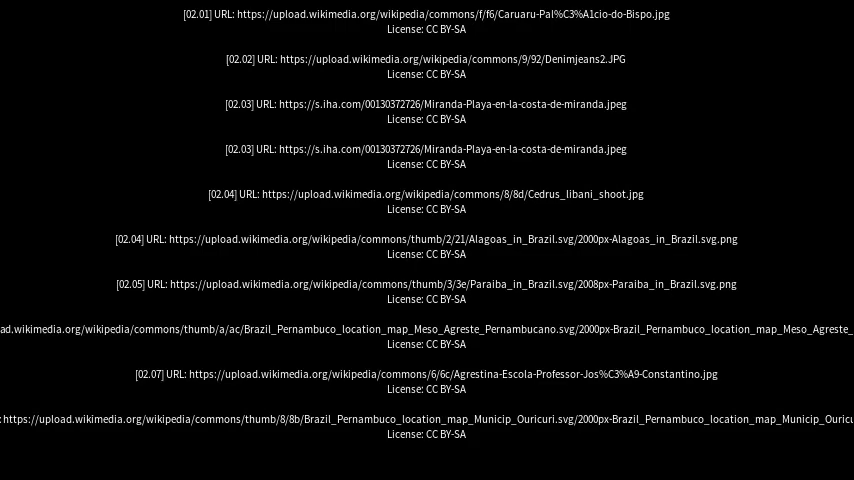 [02.01] URL: https://upload.wikimedia.org/wikipedia/commons/f/f6/Caruaru-Pal%C3%A1cio-do-Bispo.jpg
License: CC BY-SA
[02.02] URL: https://upload.wikimedia.org/wikipedia/commons/9/92/Denimjeans2.JPG
License: CC BY-SA
[02.03] URL: https://s.iha.com/00130372726/Miranda-Playa-en-la-costa-de-miranda.jpeg
License: CC BY-SA
[02.03] URL: https://s.iha.com/00130372726/Miranda-Playa-en-la-costa-de-miranda.jpeg
License: CC BY-SA
[02.04] URL: https://upload.wikimedia.org/wikipedia/commons/8/8d/Cedrus_libani_shoot.jpg
License: CC BY-SA
[02.04] URL: https://upload.wikimedia.org/wikipedia/commons/thumb/2/21/Alagoas_in_Brazil.svg/2000px-Alagoas_in_Brazil.svg.png
License: CC BY-SA
[02.05] URL: https://upload.wikimedia.org/wikipedia/commons/thumb/3/3e/Paraiba_in_Brazil.svg/2008px-Paraiba_in_Brazil.svg.png
License: CC BY-SA
ad.wikimedia.org/wikipedia/commons/thumb/a/ac/Brazil_Pernambuco_location_map_Meso_Agreste_Pernambucano.svg/2000px-Brazil_Pernambuco_location_map_Meso_Agreste_
License: CC BY-SA
[02.07] URL: https://upload.wikimedia.org/wikipedia/commons/6/6c/Agrestina-Escola-Professor-Jos%C3%A9-Constantino.jpg
License: CC BY-SA
: https://upload.wikimedia.org/wikipedia/commons/thumb/8/8b/Brazil_Pernambuco_location_map_Municip_Ouricuri.svg/2000px-Brazil_Pernambuco_location_map_Municip_Ouricu
License: CC BY-SA